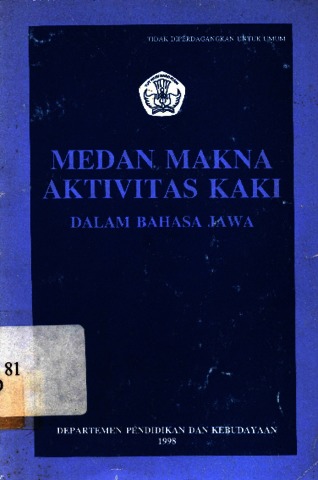 TIDAK DIPERDAGANGKAN UNTUK UMUM
MEDAN MAKNA
AKTIVITAS KAKI
DALAM BAHASA JAWA
81
DEPARTEMEN PENDIDIKAN DAN KEBUDAYAAN
1998